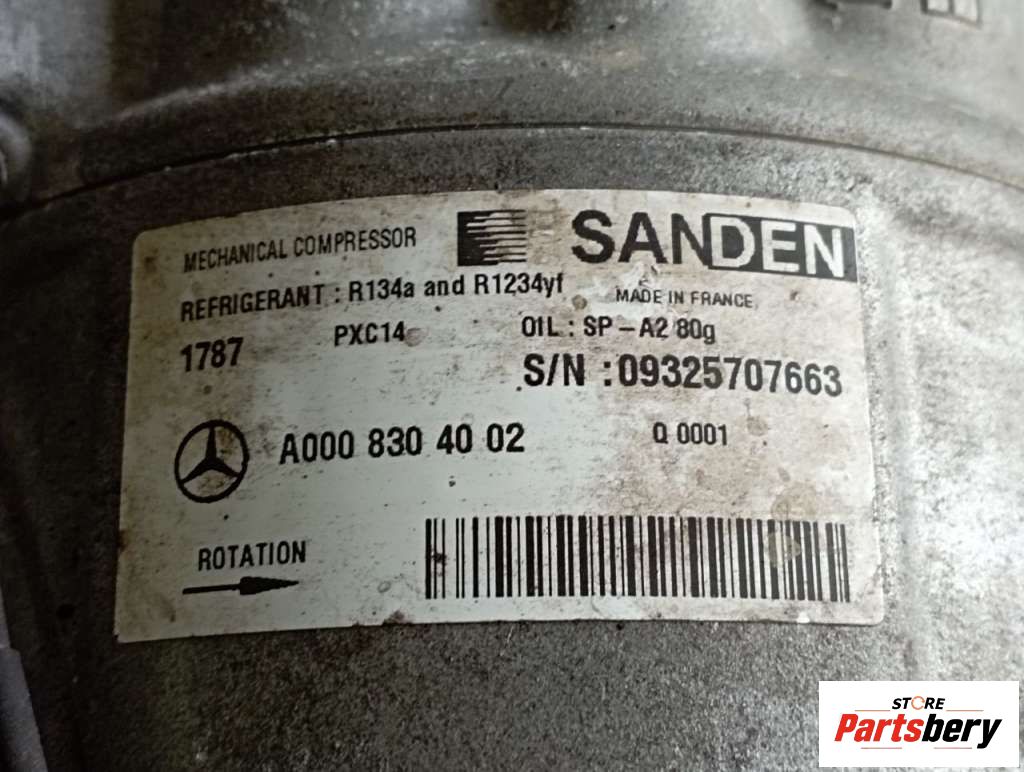 MECHANICAL COMPRESSOR
SANDEN
REFRIGERANT : R134a and R1234yf
MADE IN FRANCE
1787
PXC14
OIL : SP - A2 80g
S/N : 09325707663
A000 830 40 02
Q 0001
ROTATION
STORE
Partsbery